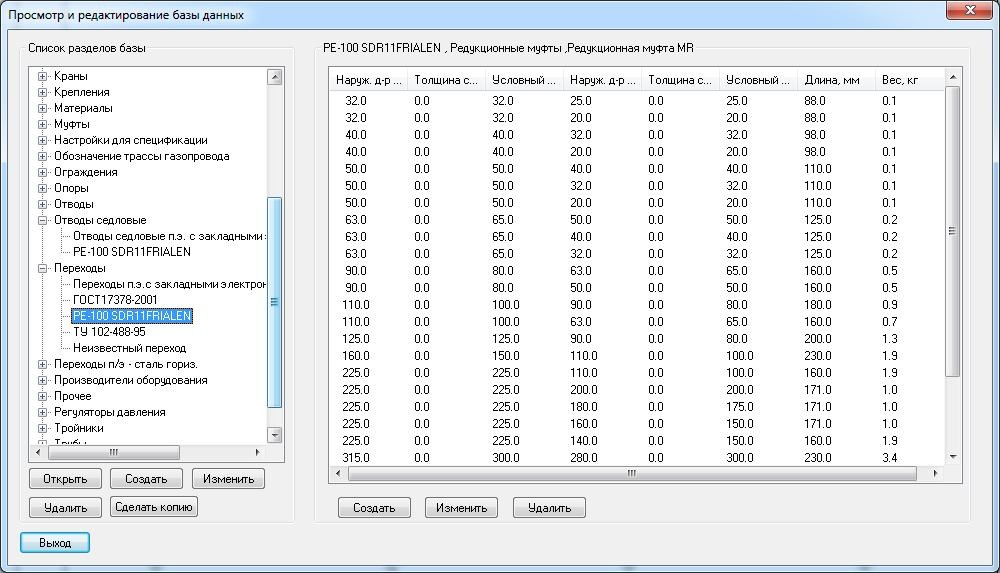 Просмотр и редактирование базы данных
Список разделов базы
Краны
Крепления
Материалы
Муфты
Настройки для спецификации
Обозначение трассы газопровода
Ограждения
Опоры
Отводы
Отводы седловые
Отводы седловые п.э. с закладными
PE-100 SDR11FRIALEN
Переходы
Переходы п.э.с закладными электрон
ГОСТ17378-2001
PE-100 SDR11FRIALEN
ТУ 102-488-95
Неизвестный переход
Переходы п/э - сталь гориз.
Производители оборудования
Прочее
Регуляторы давления
Тройники
Трубы
Открыть Создать Изменить
Удалить Сделать копию
Выход
PE-100 SDR11FRIALEN , Редукционные муфты ,Редукционная муфта MR
Наруж. д-р ... Толщина с... Условный ... Наруж. д-р ... Толщина с... Условный ... Длина, мм Вес, кг
32.0 0.0 32.0 25.0 0.0 25.0 88.0 0.1
32.0 0.0 32.0 20.0 0.0 20.0 88.0 0.1
40.0 0.0 40.0 32.0 0.0 32.0 98.0 0.1
40.0 0.0 40.0 20.0 0.0 20.0 98.0 0.1
50.0 0.0 50.0 40.0 0.0 40.0 110.0 0.1
50.0 0.0 50.0 32.0 0.0 32.0 110.0 0.1
50.0 0.0 50.0 20.0 0.0 20.0 110.0 0.1
63.0 0.0 65.0 50.0 0.0 50.0 125.0 0.2
63.0 0.0 65.0 40.0 0.0 40.0 125.0 0.2
63.0 0.0 65.0 32.0 0.0 32.0 125.0 0.2
90.0 0.0 80.0 63.0 0.0 65.0 160.0 0.5
90.0 0.0 80.0 50.0 0.0 50.0 160.0 0.5
110.0 0.0 100.0 90.0 0.0 80.0 180.0 0.9
110.0 0.0 100.0 63.0 0.0 65.0 160.0 0.7
125.0 0.0 125.0 90.0 0.0 80.0 200.0 1.3
160.0 0.0 150.0 110.0 0.0 100.0 230.0 1.9
225.0 0.0 225.0 110.0 0.0 100.0 160.0 1.9
225.0 0.0 225.0 200.0 0.0 200.0 171.0 1.0
225.0 0.0 225.0 180.0 0.0 175.0 171.0 1.0
225.0 0.0 225.0 160.0 0.0 150.0 171.0 1.0
225.0 0.0 225.0 140.0 0.0 150.0 160.0 1.9
315.0 0.0 300.0 280.0 0.0 300.0 230.0 3.4
Создать Изменить Удалить